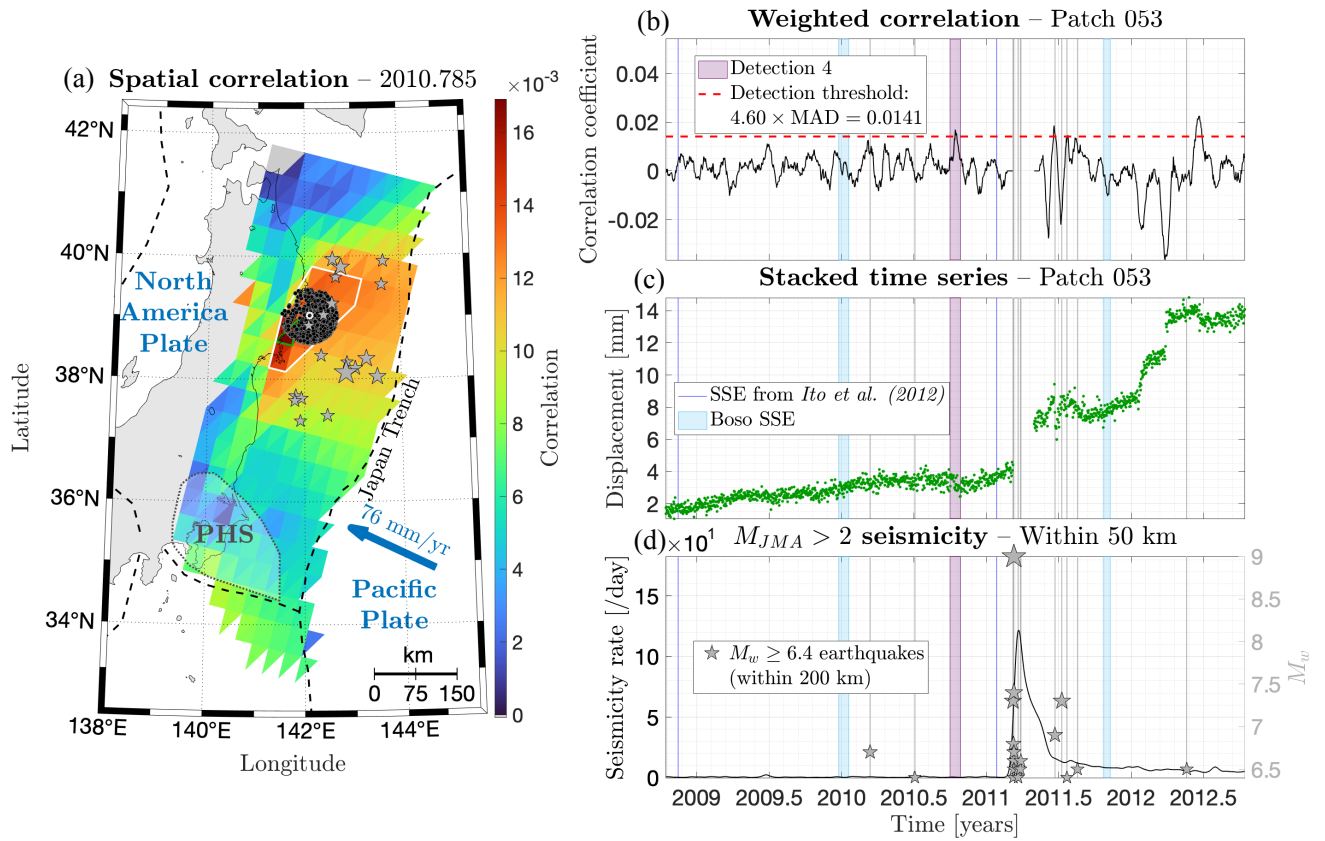 (a) Spatial correlation – 2010.785
×10⁻³
42°N
40°N
38°N
36°N
34°N
Latitude
138°E
140°E
142°E
144°E
Longitude
North
America
Plate
PHS
Japan Trench
76 mm/yr
Pacific
Plate
km
0 75 150
16
14
12
10
8
6
4
2
0
Correlation
(b) Weighted correlation – Patch 053
Correlation coefficient
0.04
0.02
0
-0.02
Detection 4
Detection threshold:
4.60 × MAD = 0.0141
(c) Stacked time series – Patch 053
Displacement [mm]
14
12
10
8
6
4
2
SSE from Ito et al. (2012)
Boso SSE
(d) ×10¹ M_JMA > 2 seismicity – Within 50 km
Seismicity rate [/day]
15
10
5
0
M_w ≥ 6.4 earthquakes
(within 200 km)
9
8.5
8
7.5
7
6.5
M_w
2009 2009.5 2010 2010.5 2011 2011.5 2012 2012.5
Time [years]